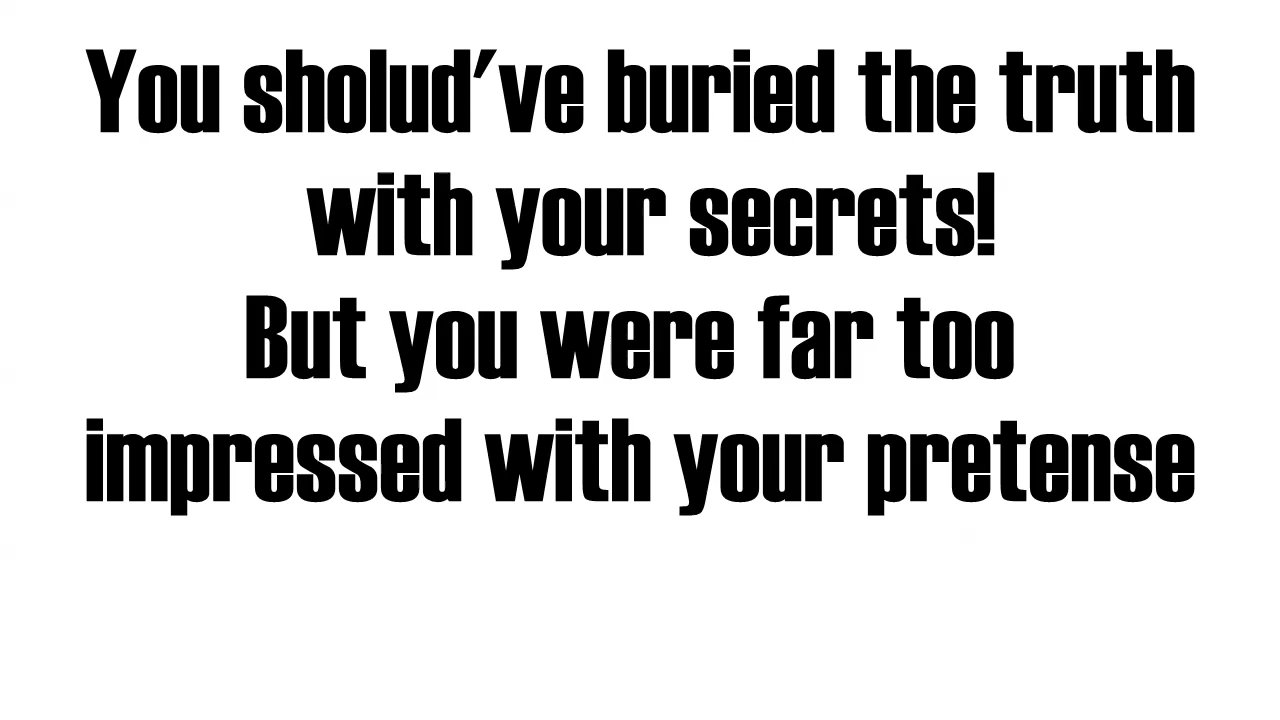 You sholud've buried the truth
with your secrets!
But you were far too
impressed with your pretense